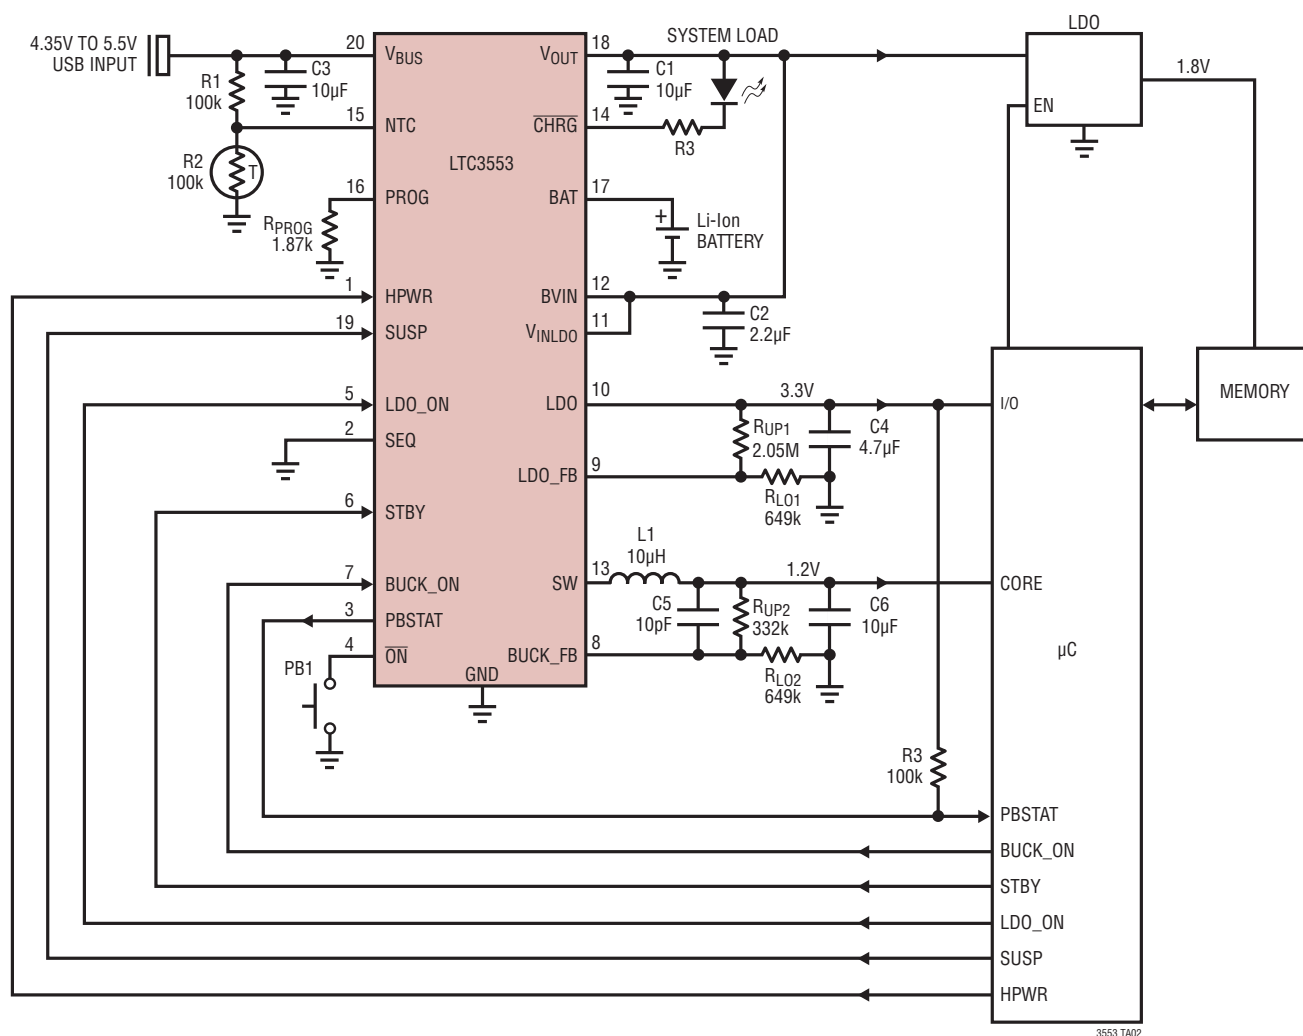 4.35V TO 5.5V
USB INPUT
R1
100k
C3
10µF
R2
100k
T
RPROG
1.87k
20
VBUS
15
NTC
16
PROG
1
HPWR
19
SUSP
5
LDO_ON
2
SEQ
6
STBY
7
BUCK_ON
3
PBSTAT
4
ON
PB1
LTC3553
GND
18
VOUT
14
CHRG
17
BAT
12
BVIN
11
VINLDO
10
LDO
9
LDO_FB
13
SW
8
BUCK_FB
SYSTEM LOAD
C1
10µF
R3
+
Li-Ion
BATTERY
C2
2.2µF
3.3V
RUP1
2.05M
C4
4.7µF
RLO1
649k
L1
10µH
1.2V
C5
10pF
RUP2
332k
C6
10µF
RLO2
649k
R3
100k
LDO
EN
1.8V
MEMORY
I/O
CORE
µC
PBSTAT
BUCK_ON
STBY
LDO_ON
SUSP
HPWR
3553 TA02